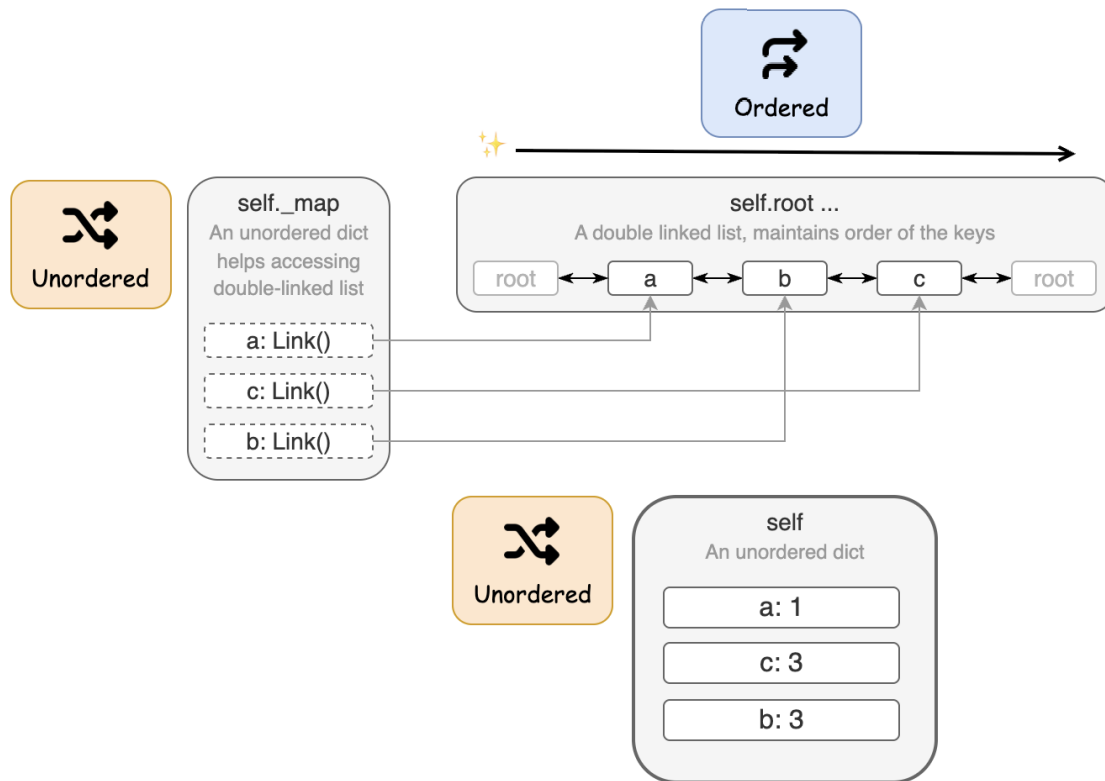 Ordered
Unordered
self._map
An unordered dict
helps accessing
double-linked list
a: Link()
c: Link()
b: Link()
self.root ...
A double linked list, maintains order of the keys
root
a
b
c
root
Unordered
self
An unordered dict
a: 1
c: 3
b: 3